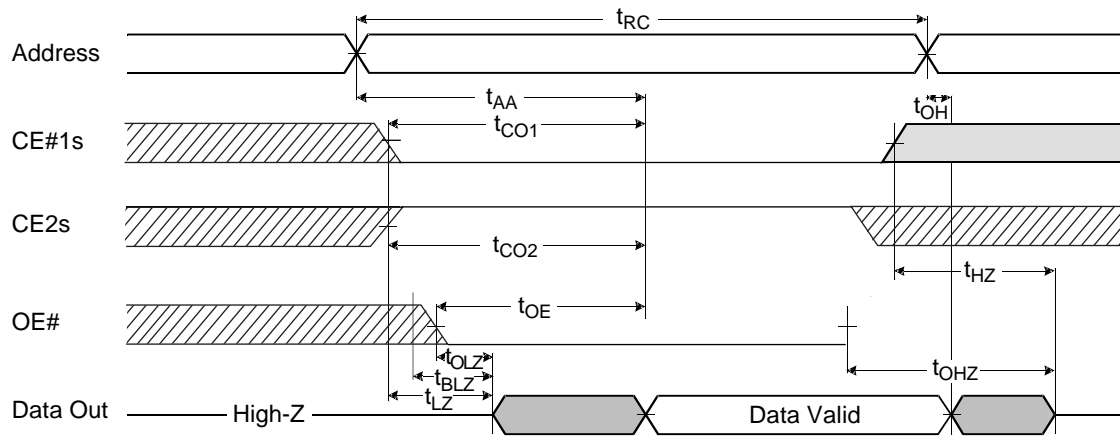 tRC
Address
tAA
tOH
tCO1
CE#1s
CE2s
tCO2
tHZ
tOE
OE#
tOLZ
tOHZ
tBLZ
tLZ
Data Out
High-Z
Data Valid